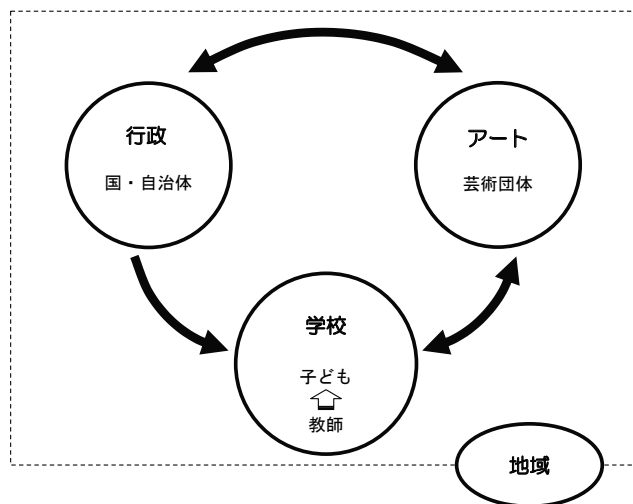 行政
国・自治体
アート
芸術団体
学校
子ども
教師
地域